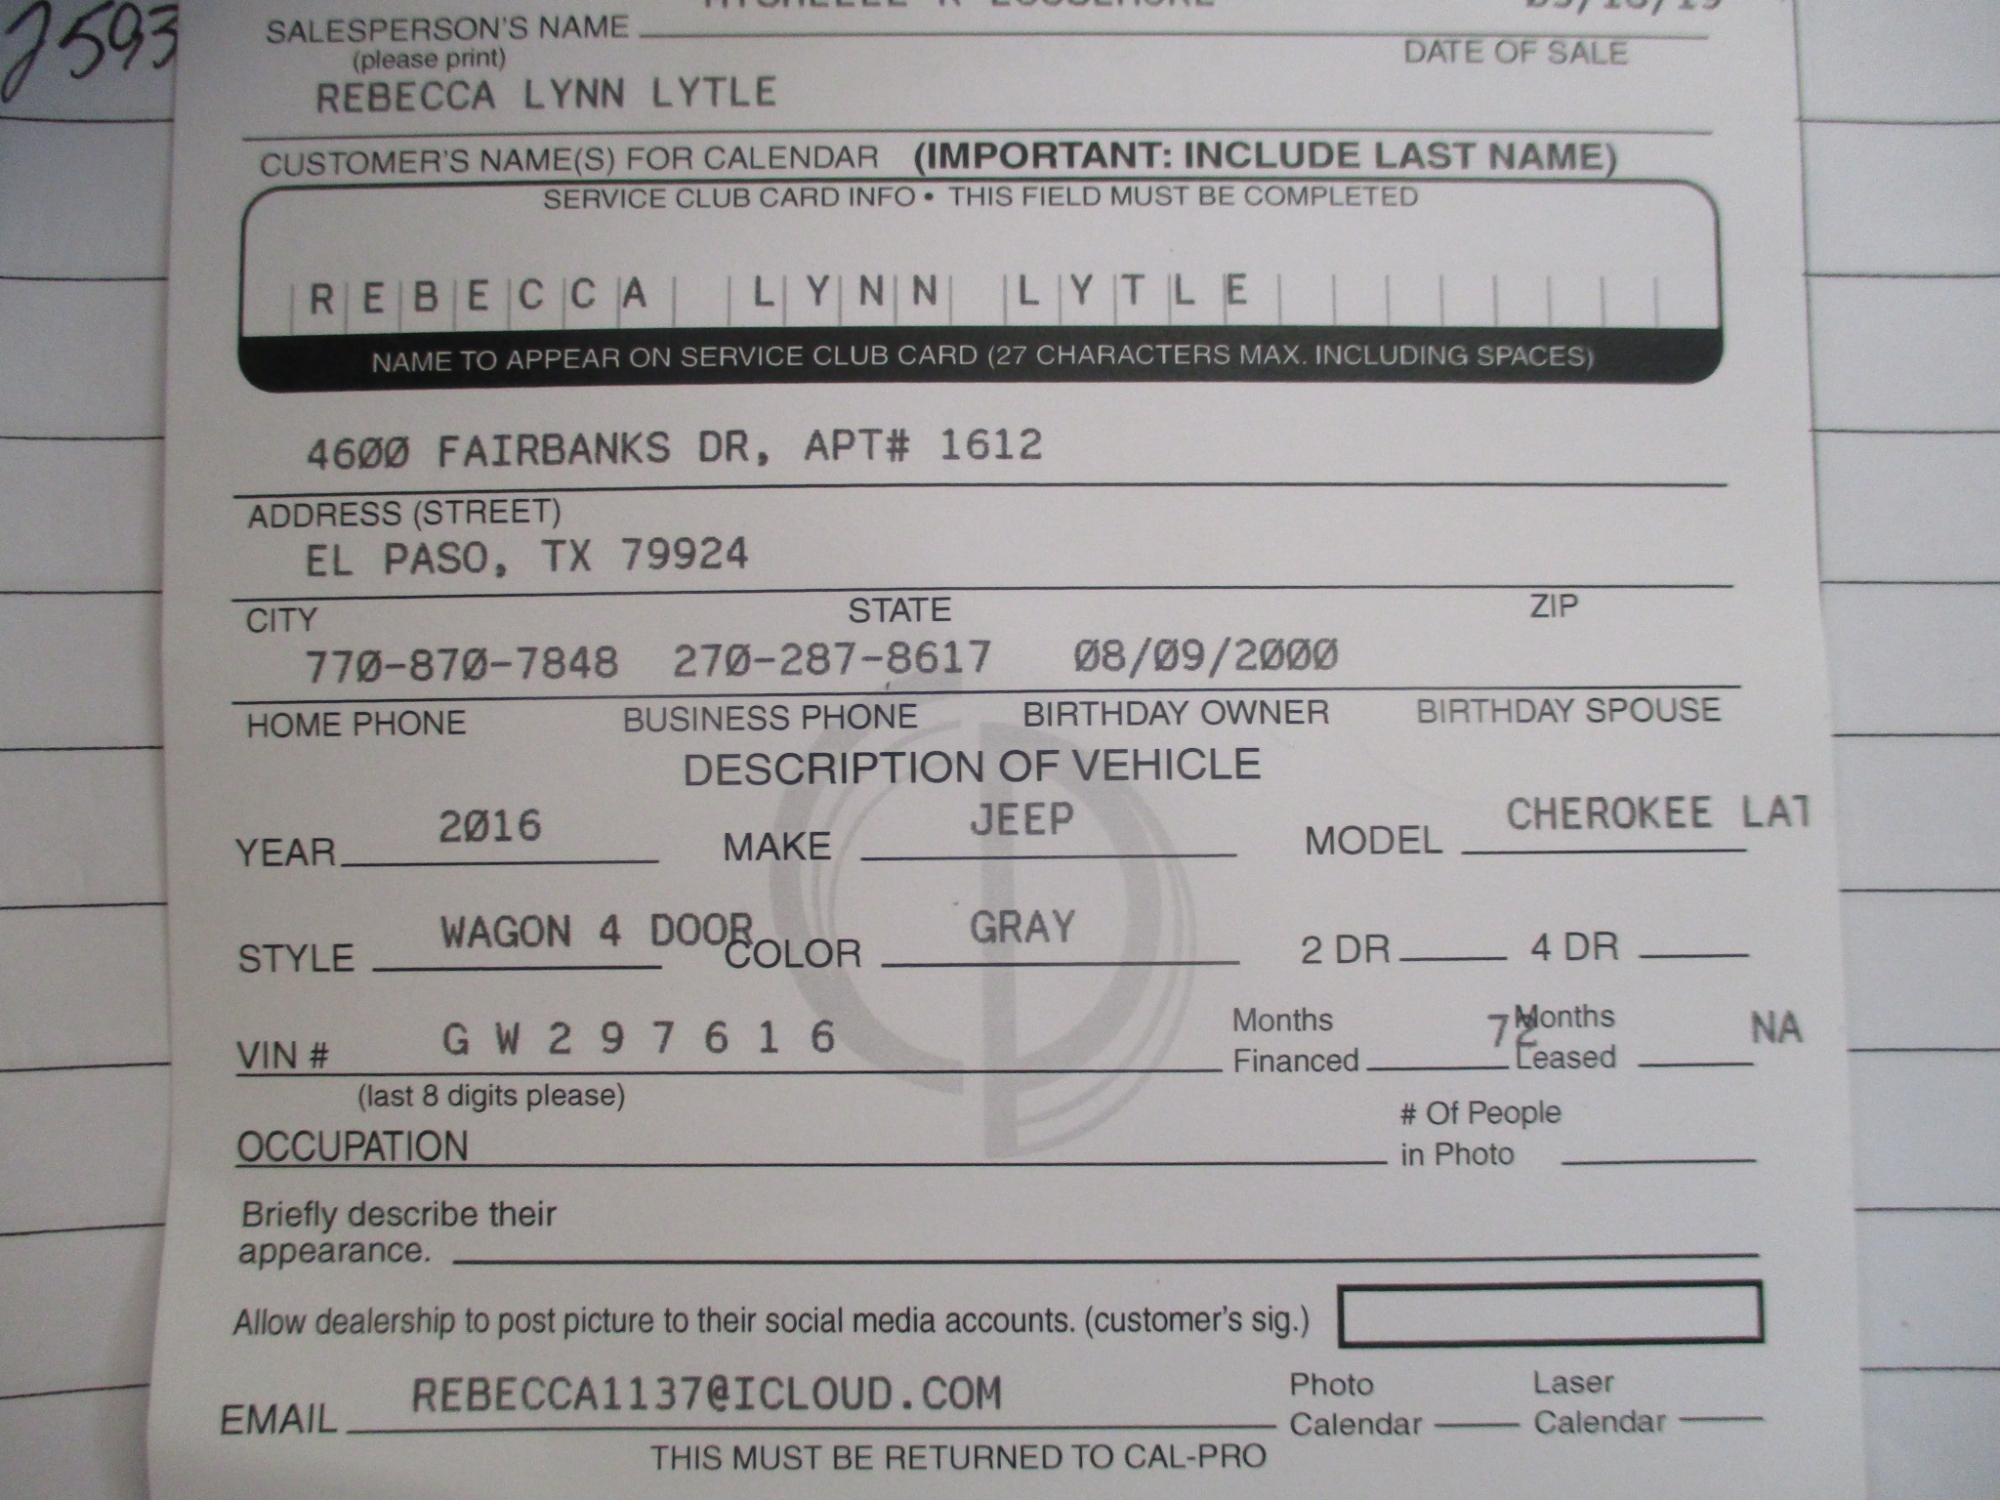 2593
SALESPERSON'S NAME
(please print)
DATE OF SALE
REBECCA LYNN LYTLE
CUSTOMER'S NAME(S) FOR CALENDAR (IMPORTANT: INCLUDE LAST NAME)
SERVICE CLUB CARD INFO • THIS FIELD MUST BE COMPLETED
REBECCA LYNN LYTLE
NAME TO APPEAR ON SERVICE CLUB CARD (27 CHARACTERS MAX. INCLUDING SPACES)
4600 FAIRBANKS DR, APT# 1612
ADDRESS (STREET)
EL PASO, TX 79924
CITY STATE ZIP
770-870-7848 270-287-8617 08/09/2000
HOME PHONE BUSINESS PHONE BIRTHDAY OWNER BIRTHDAY SPOUSE
DESCRIPTION OF VEHICLE
YEAR 2016 MAKE JEEP MODEL CHEROKEE LAT
STYLE WAGON 4 DOOR COLOR GRAY 2 DR 4 DR
VIN # G W 2 9 7 6 1 6 Months Financed 72 Months Leased NA
(last 8 digits please)
OCCUPATION # Of People in Photo
Briefly describe their
appearance.
Allow dealership to post picture to their social media accounts. (customer's sig.)
EMAIL REBECCA1137@ICLOUD.COM Photo Calendar Laser Calendar
THIS MUST BE RETURNED TO CAL-PRO